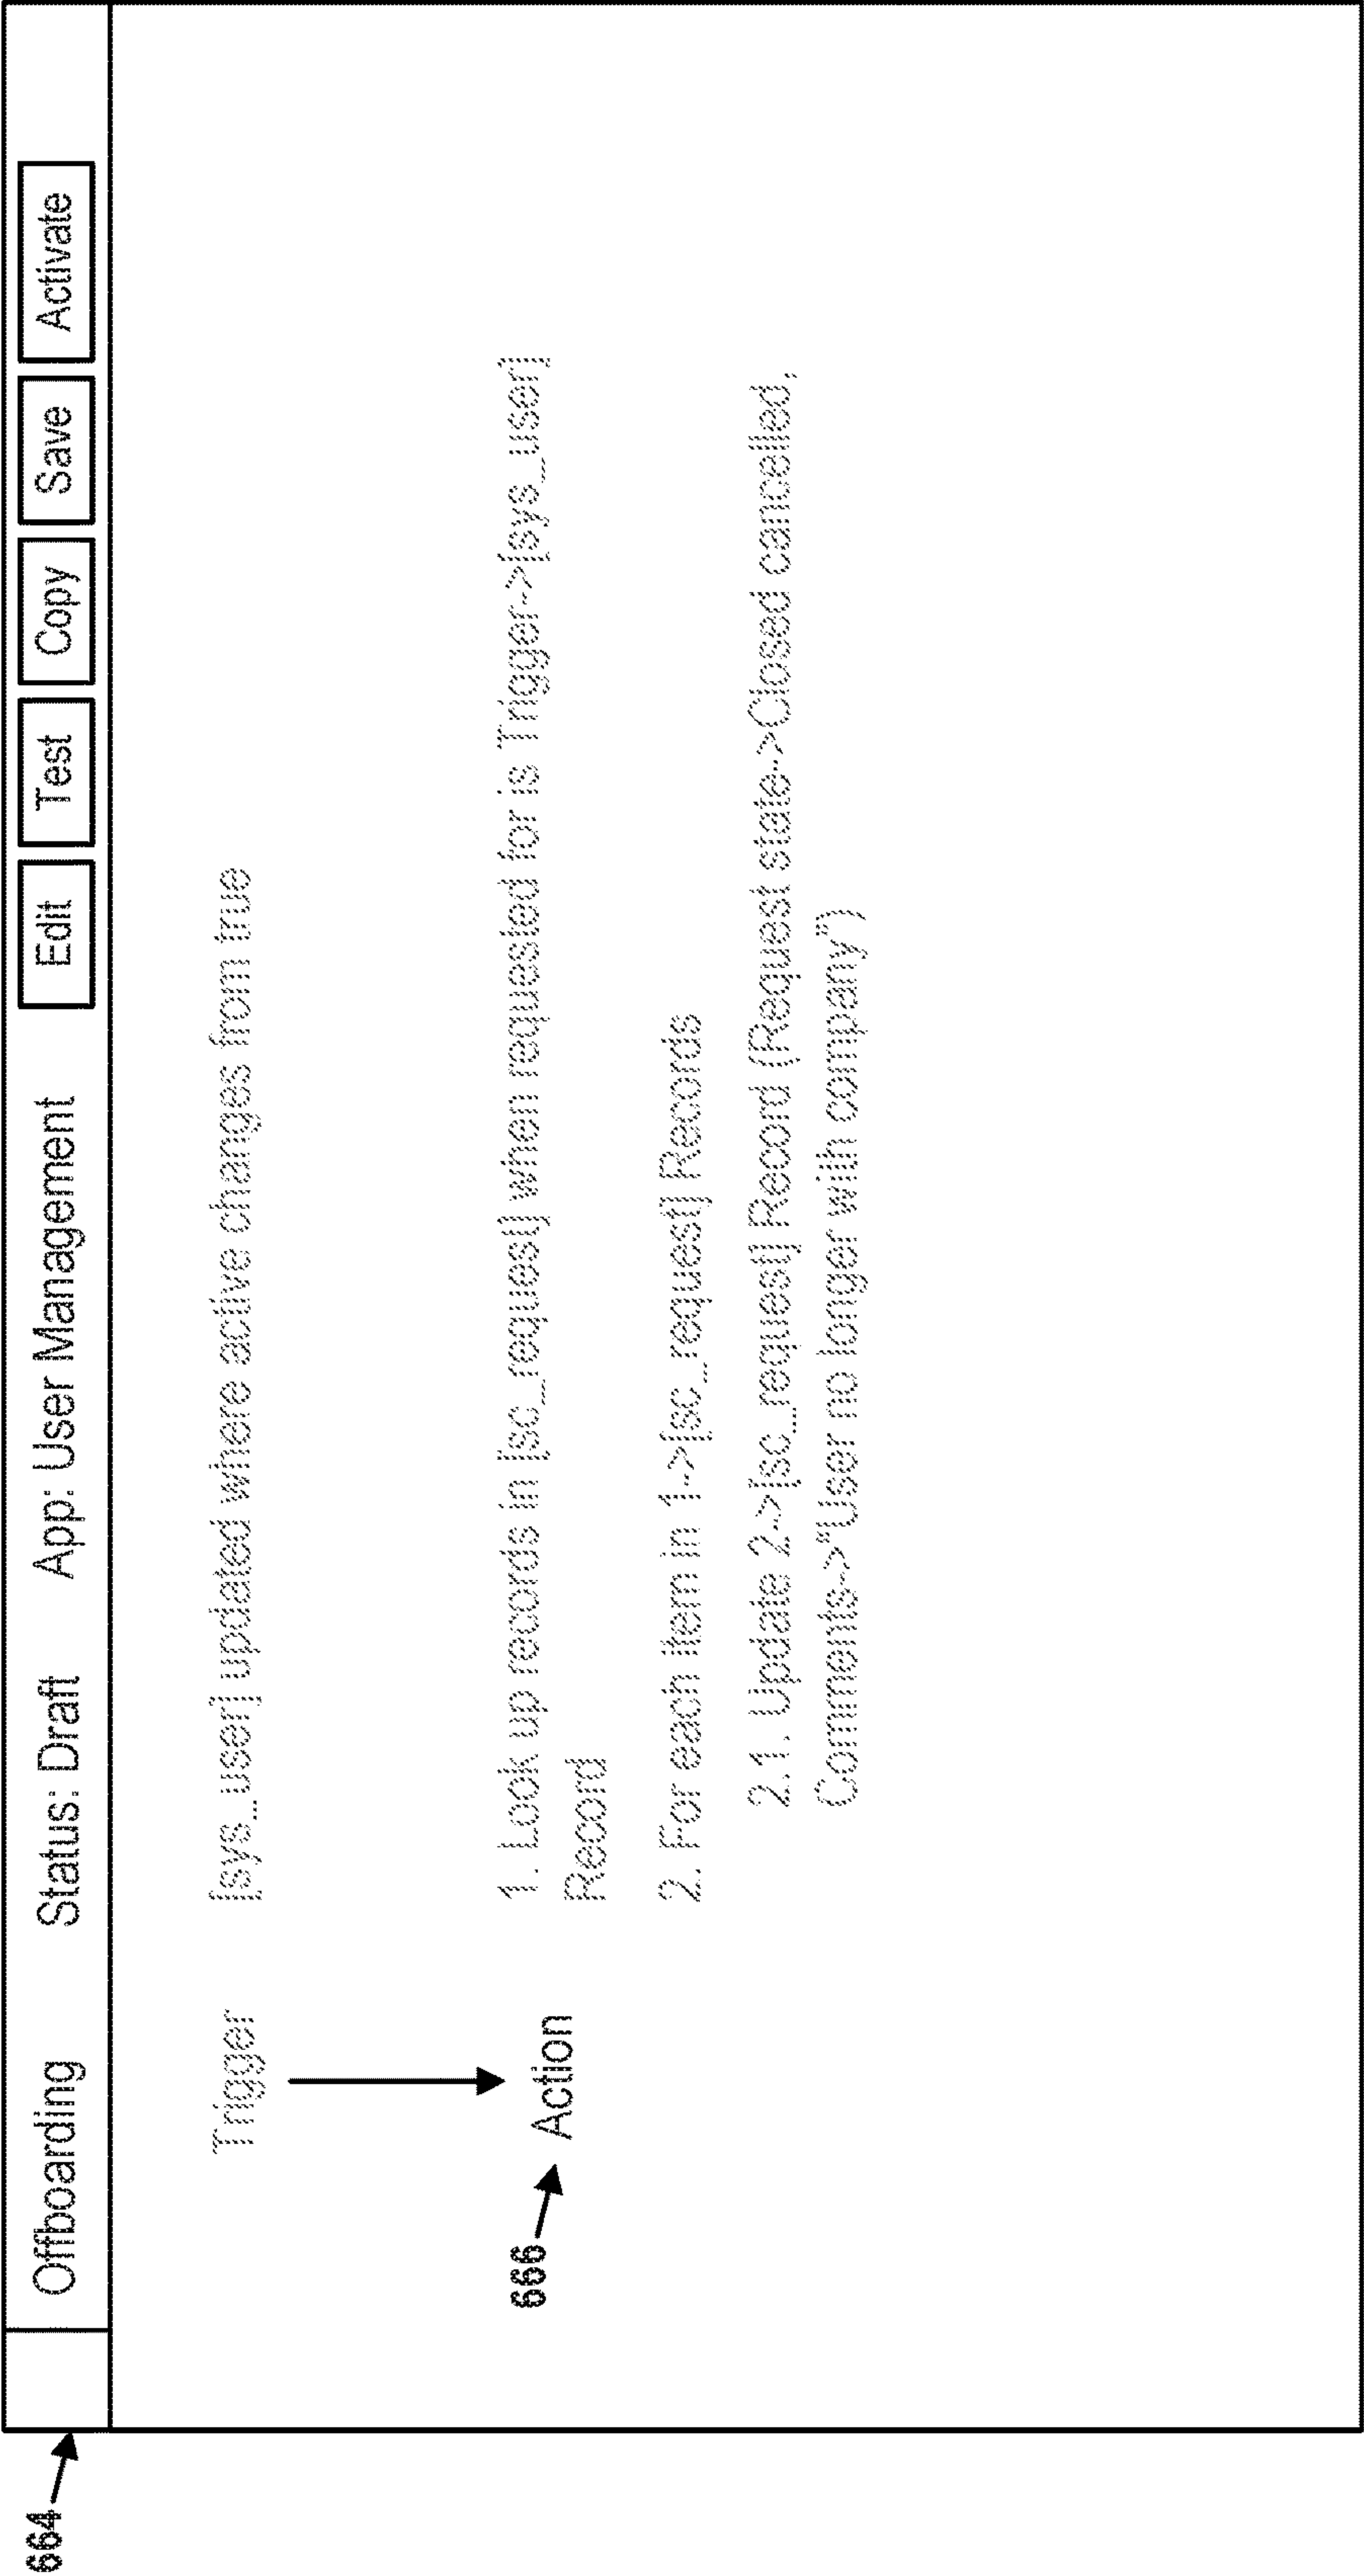 664
Offboarding Status: Draft App: User Management Edit Test Copy Save Activate
Trigger [sys_user] updated where active changes from true
666
Action 1. Look up records in [sc_request] when requested for is Trigger->[sys_user]
Record
2. For each item in 1->[sc_request] Records
2.1. Update 2->[sc_request] Record (Request state->Closed cancelled,
Comments->"User no longer with company")